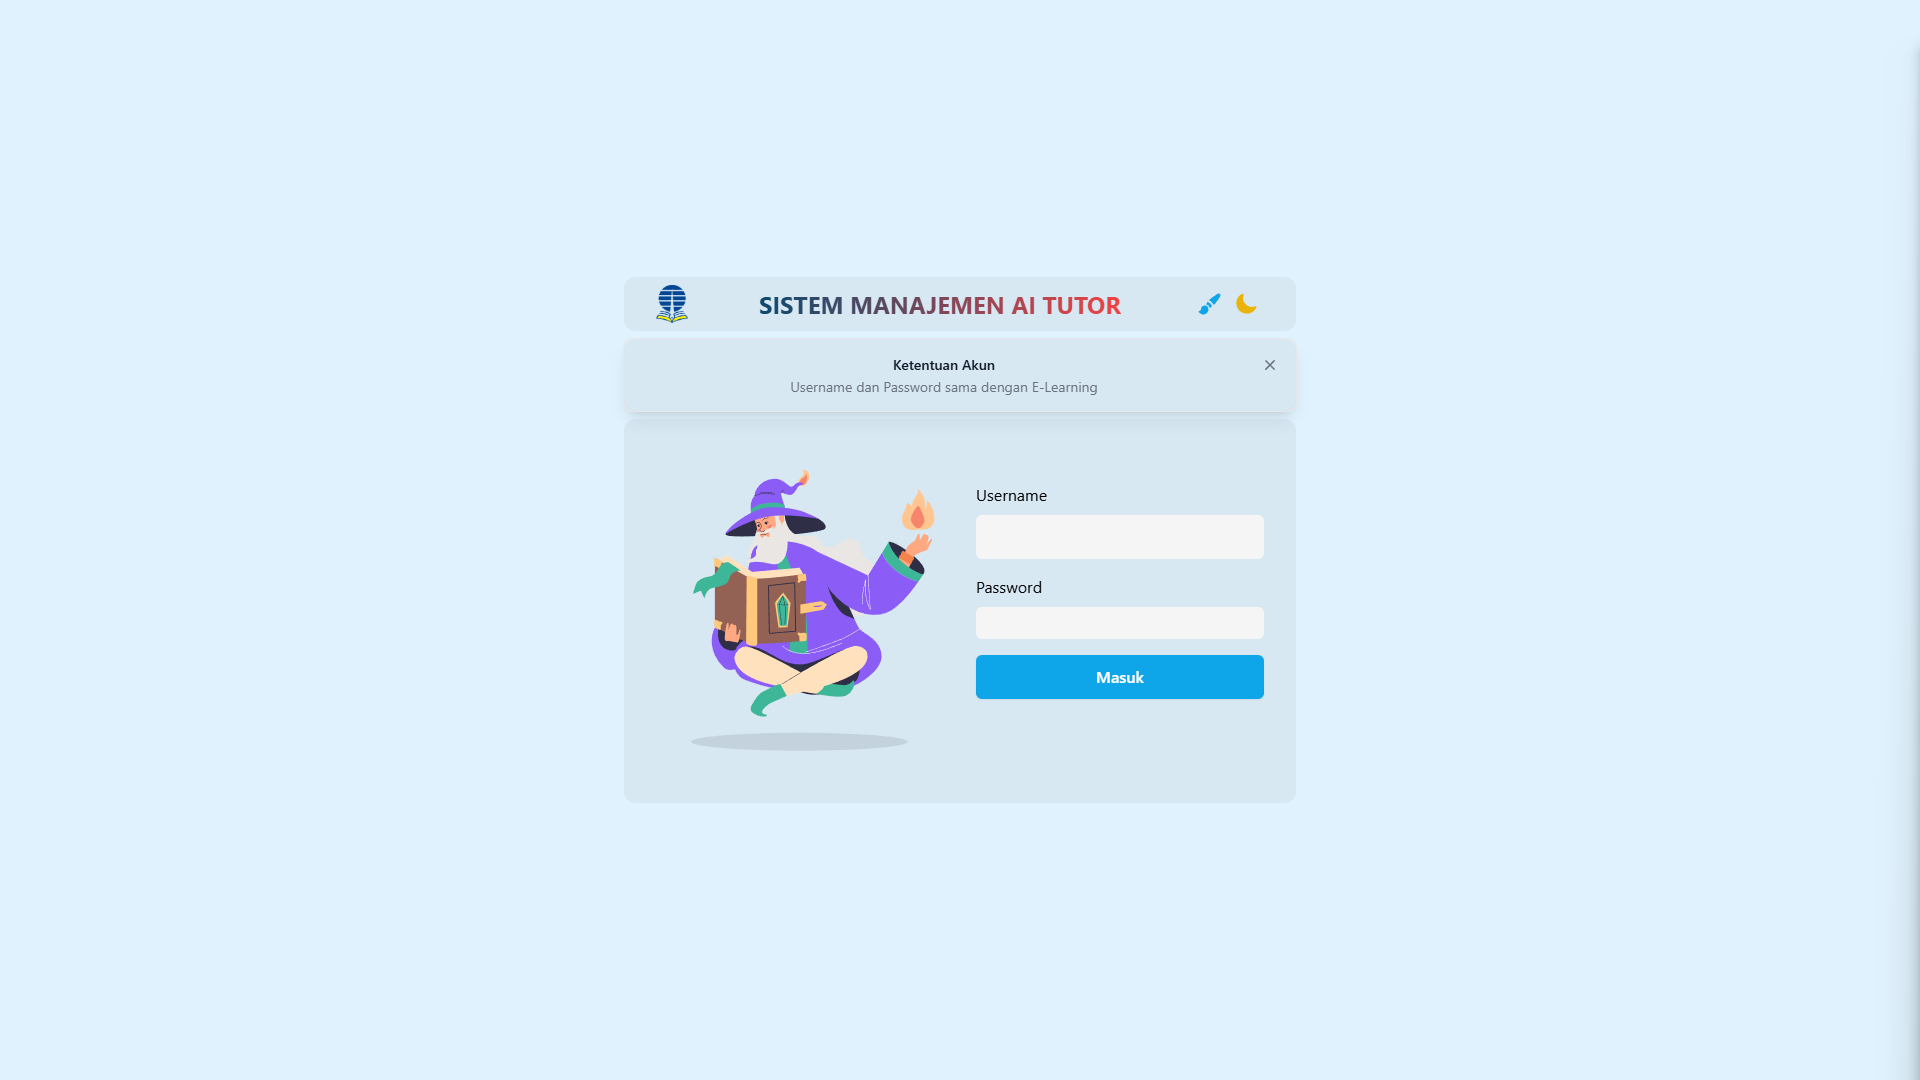 SISTEM MANAJEMEN AI TUTOR
Ketentuan Akun
Username dan Password sama dengan E-Learning
Username
Password
Masuk